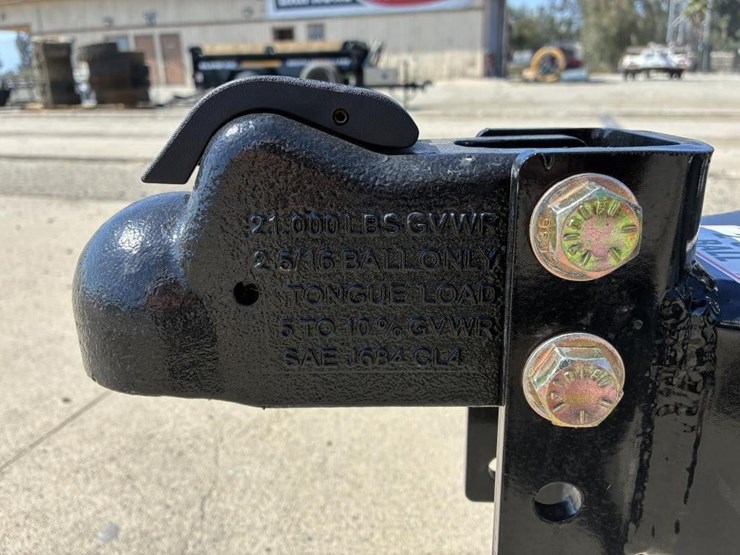 21,000 LBS GVWR
2 5/16 BALL ONLY
TONGUE LOAD
5 TO 10% GVWR
SAE J684 CL4